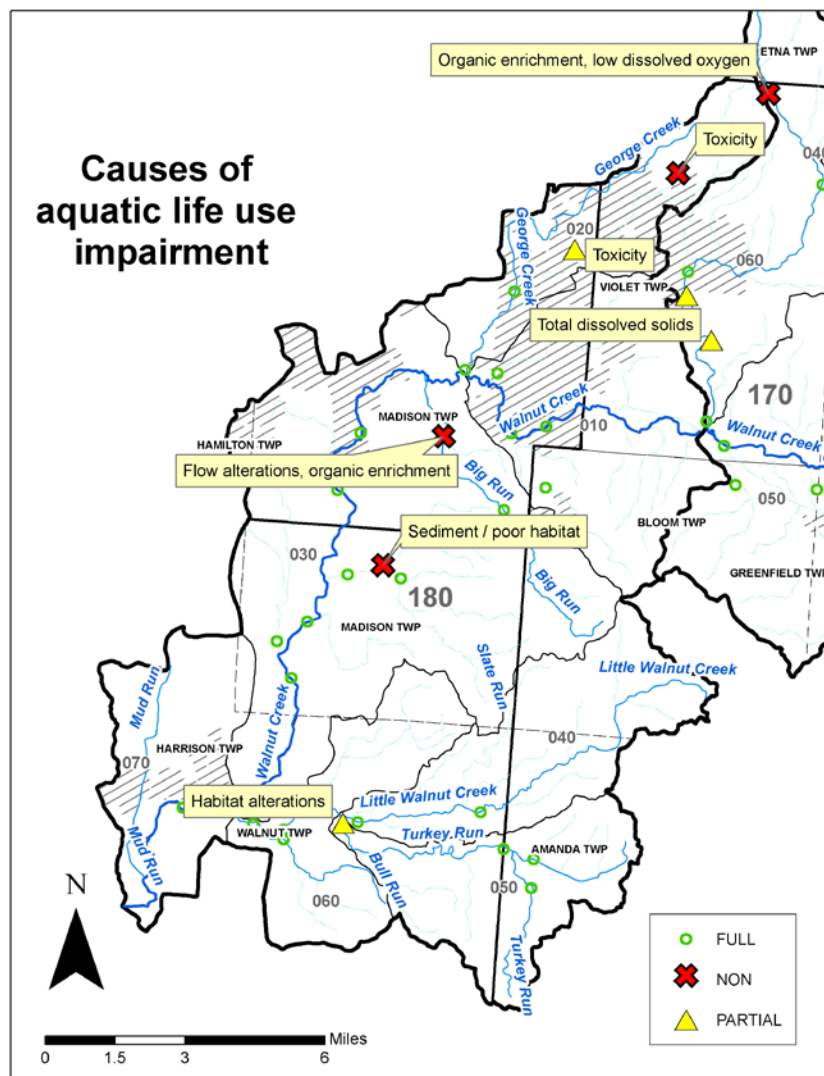 Organic enrichment, low dissolved oxygen
ETNA TWP
Causes of
aquatic life use
impairment
George Creek
Toxicity
040
George Creek
020
Toxicity
060
VIOLET TWP
Total dissolved solids
170
MADISON TWP
Walnut Creek
010
Walnut Creek
HAMILTON TWP
Flow alterations, organic enrichment
Big Run
050
BLOOM TWP
Sediment / poor habitat
030
GREENFIELD TWP
Big Run
180
MADISON TWP
Slate Run
Little Walnut Creek
Mud Run
Walnut Creek
HARRISON TWP
040
070
Habitat alterations
Little Walnut Creek
WALNUT TWP
Turkey Run
AMANDA TWP
Mud Run
Bull Run
050
060
N
Turkey Run
FULL
NON
PARTIAL
Miles
0 1.5 3 6